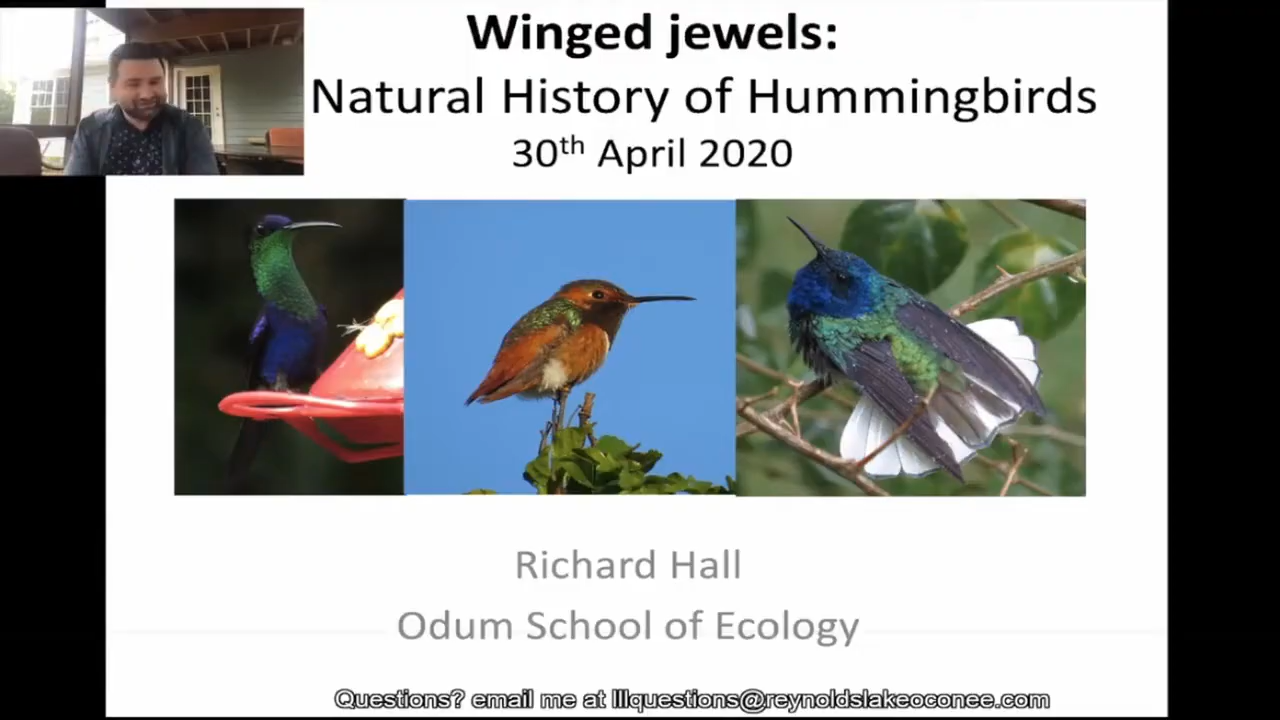 Winged jewels:
Natural History of Hummingbirds
30th April 2020
Richard Hall
Odum School of Ecology
Questions? email me at lllquestions@reynoldslakeoconee.com